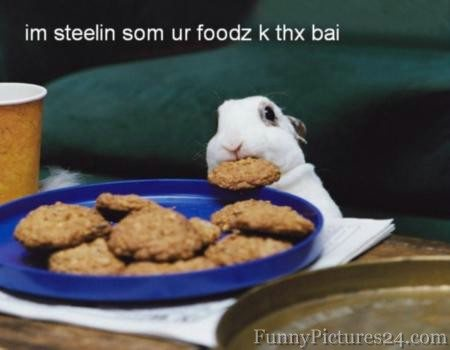 im steelin som ur foodz k thx bai
FunnyPictures24.com